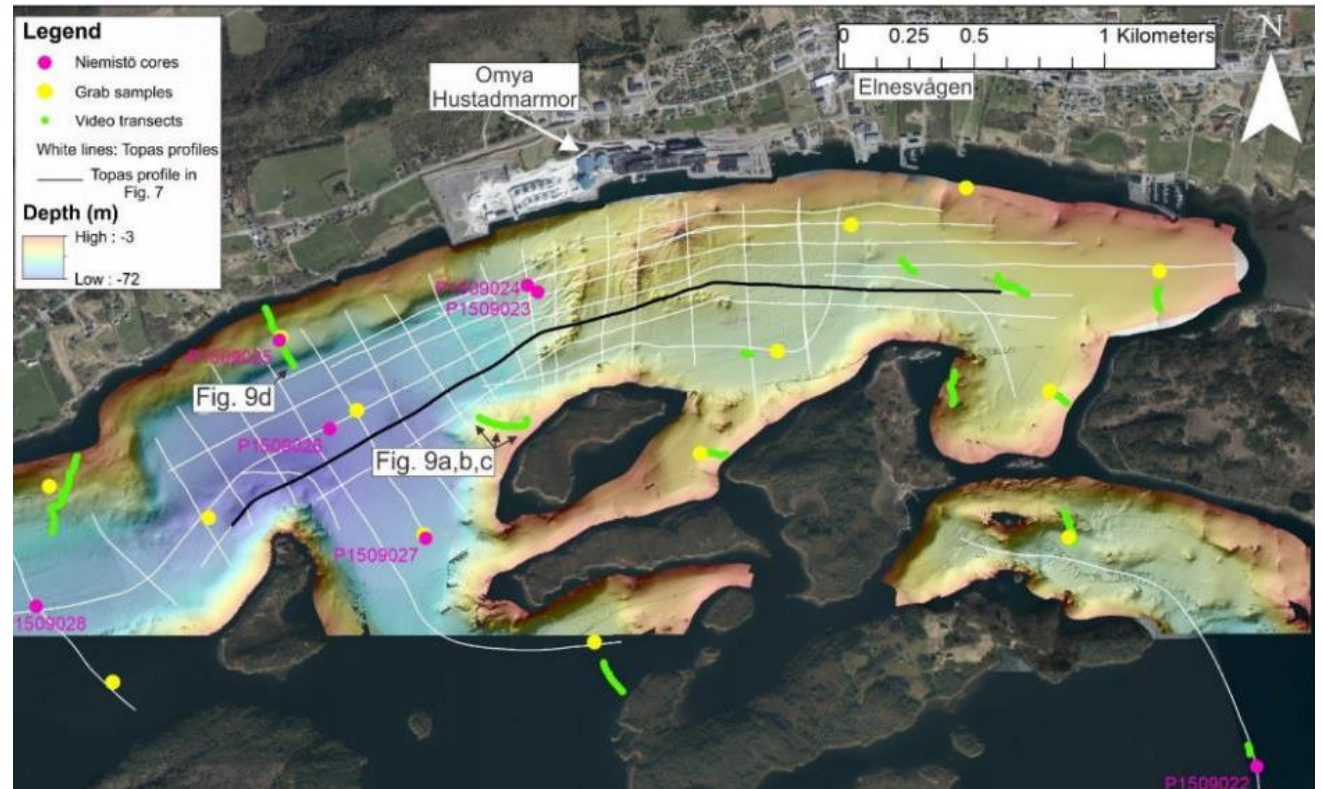 Legend
Niemistö cores
Grab samples
Video transects
White lines: Topas profiles
Topas profile in
Fig. 7
Depth (m)
High : -3
Low : -72
Omya
Hustadmarmor
0 0.25 0.5 1 Kilometers
Elnesvågen
N
P1509024
P1509023
P1509025
Fig. 9d
P1509026
Fig. 9a,b,c
P1509027
1509028
P1509022